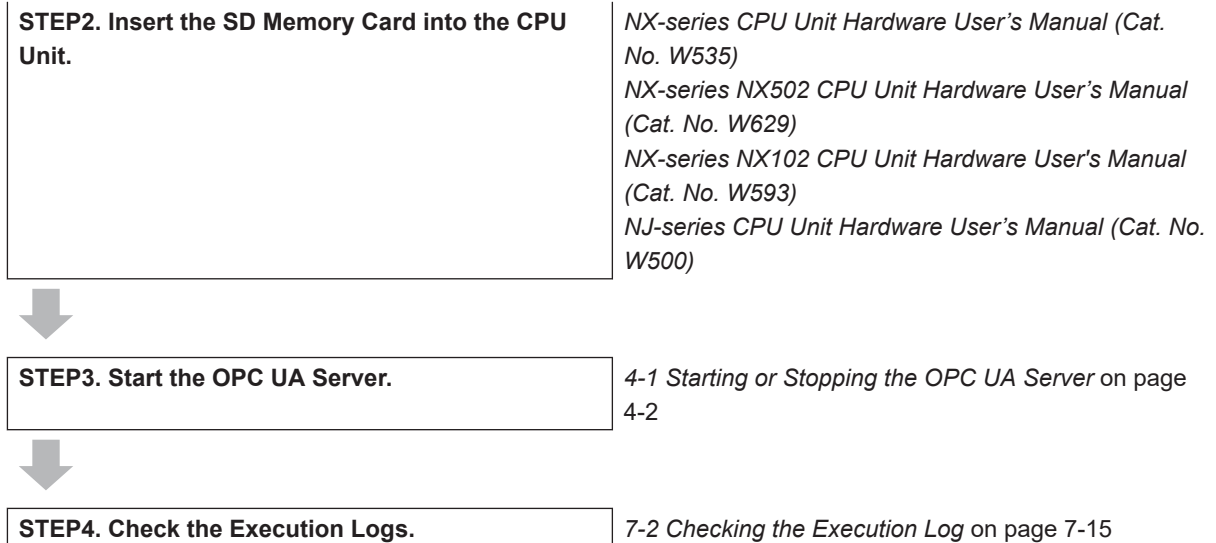 STEP2. Insert the SD Memory Card into the CPU
Unit.
NX-series CPU Unit Hardware User’s Manual (Cat.
No. W535)
NX-series NX502 CPU Unit Hardware User’s Manual
(Cat. No. W629)
NX-series NX102 CPU Unit Hardware User's Manual
(Cat. No. W593)
NJ-series CPU Unit Hardware User’s Manual (Cat. No.
W500)
STEP3. Start the OPC UA Server.
4-1 Starting or Stopping the OPC UA Server on page
4-2
STEP4. Check the Execution Logs.
7-2 Checking the Execution Log on page 7-15